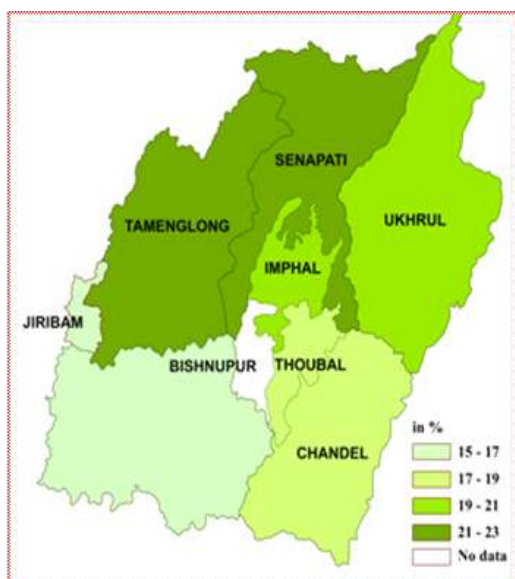 SENAPATI
UKHRUL
TAMENGLONG
IMPHAL
JIRIBAM
BISHNUPUR
THOUBAL
CHANDEL
in %
15 - 17
17 - 19
19 - 21
21 - 23
No data